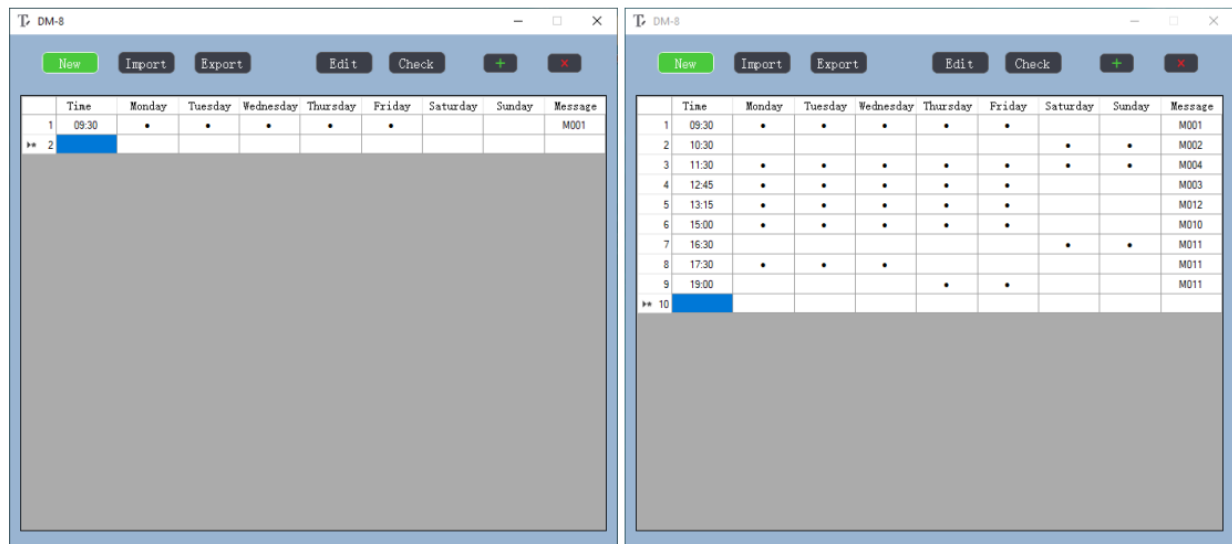 DM-8
New Import Export Edit Check + ×
Time Monday Tuesday Wednesday Thursday Friday Saturday Sunday Message
1 09:30 • • • • • M001
2
DM-8
New Import Export Edit Check + ×
Time Monday Tuesday Wednesday Thursday Friday Saturday Sunday Message
1 09:30 • • • • • M001
2 10:30 • • M002
3 11:30 • • • • • • • M004
4 12:45 • • • • • M003
5 13:15 • • • • • M012
6 15:00 • • • • • M010
7 16:30 • • M011
8 17:30 • • • M011
9 19:00 • • M011
10